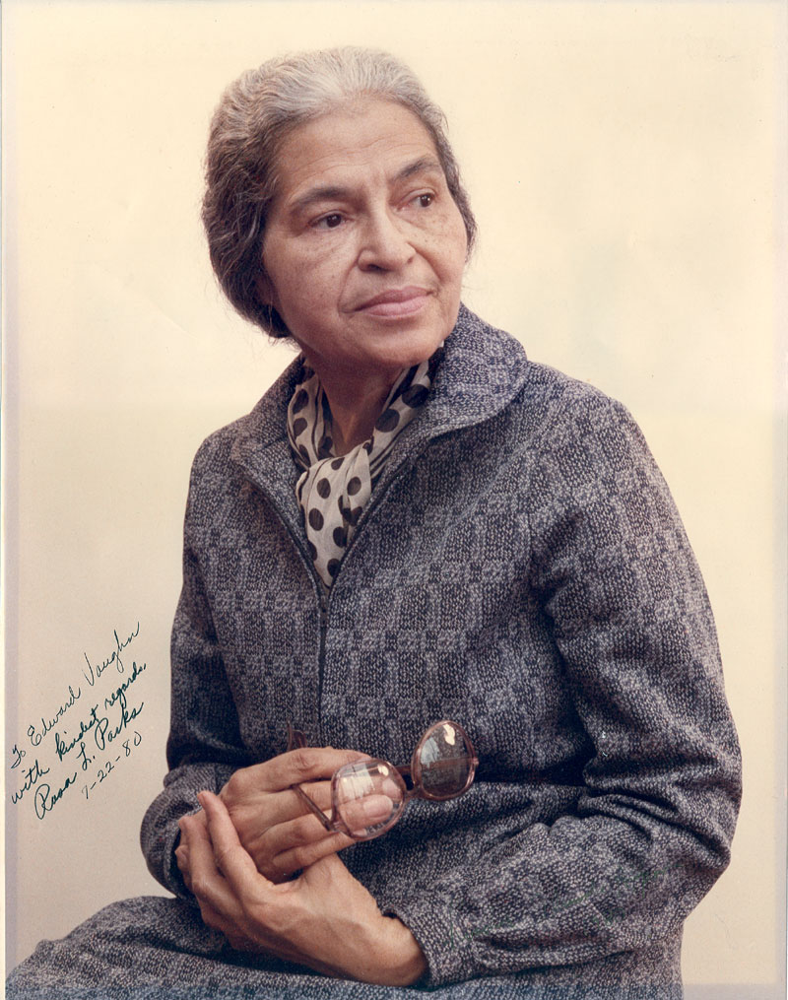 To Edward Vaughn
with kindest regards,
Rosa L. Parks
7-22-80